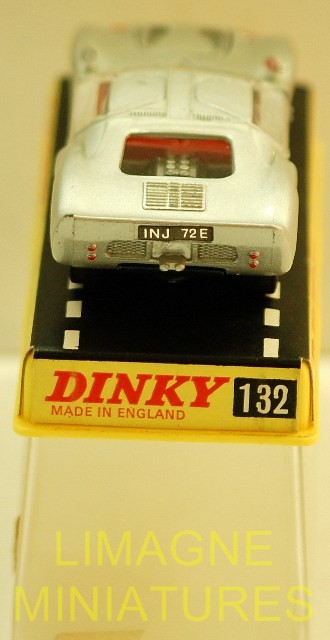 INJ 72E
DINKY 132
MADE IN ENGLAND
LIMAGNE
MINIATURES